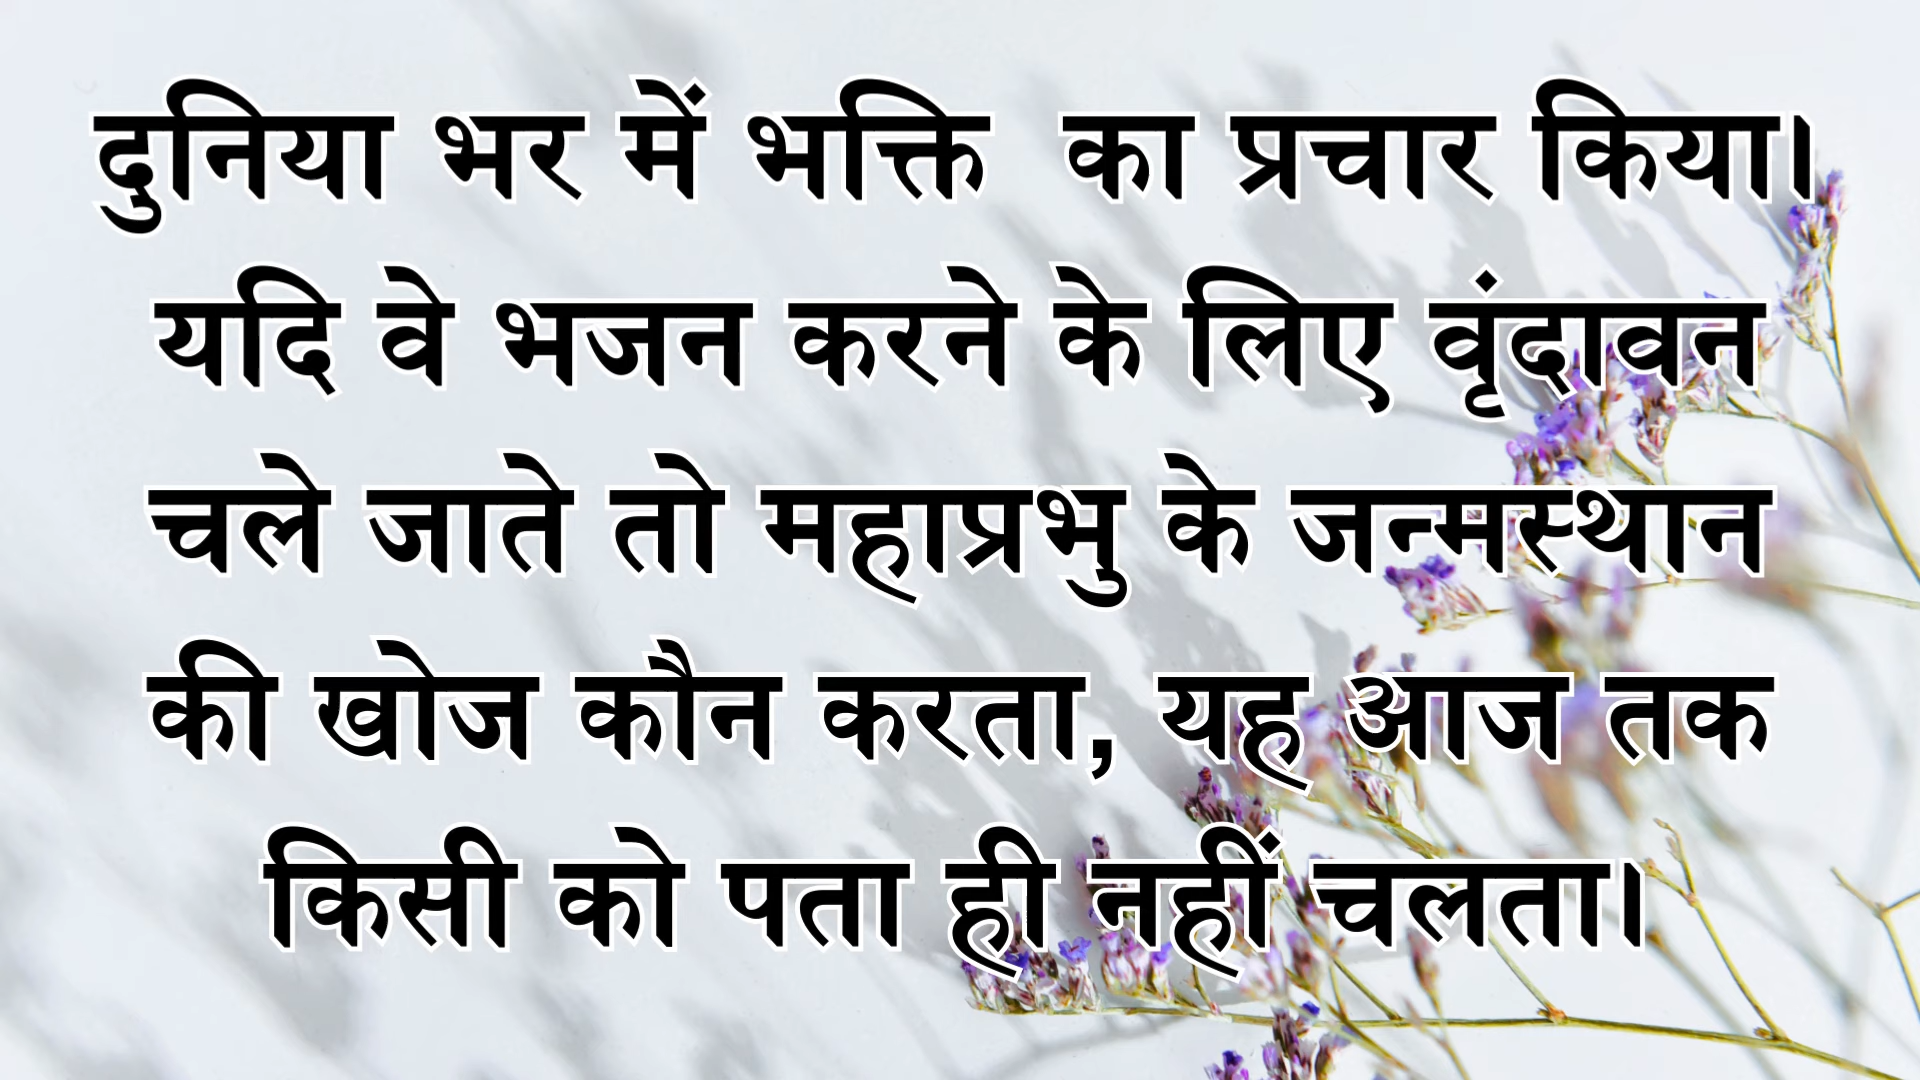 दुनिया भर में भक्ति  का प्रचार किया।
यदि वे भजन करने के लिए वृंदावन
चले जाते तो महाप्रभु के जन्मस्थान
की खोज कौन करता, यह आज तक
किसी को पता ही नहीं चलता।